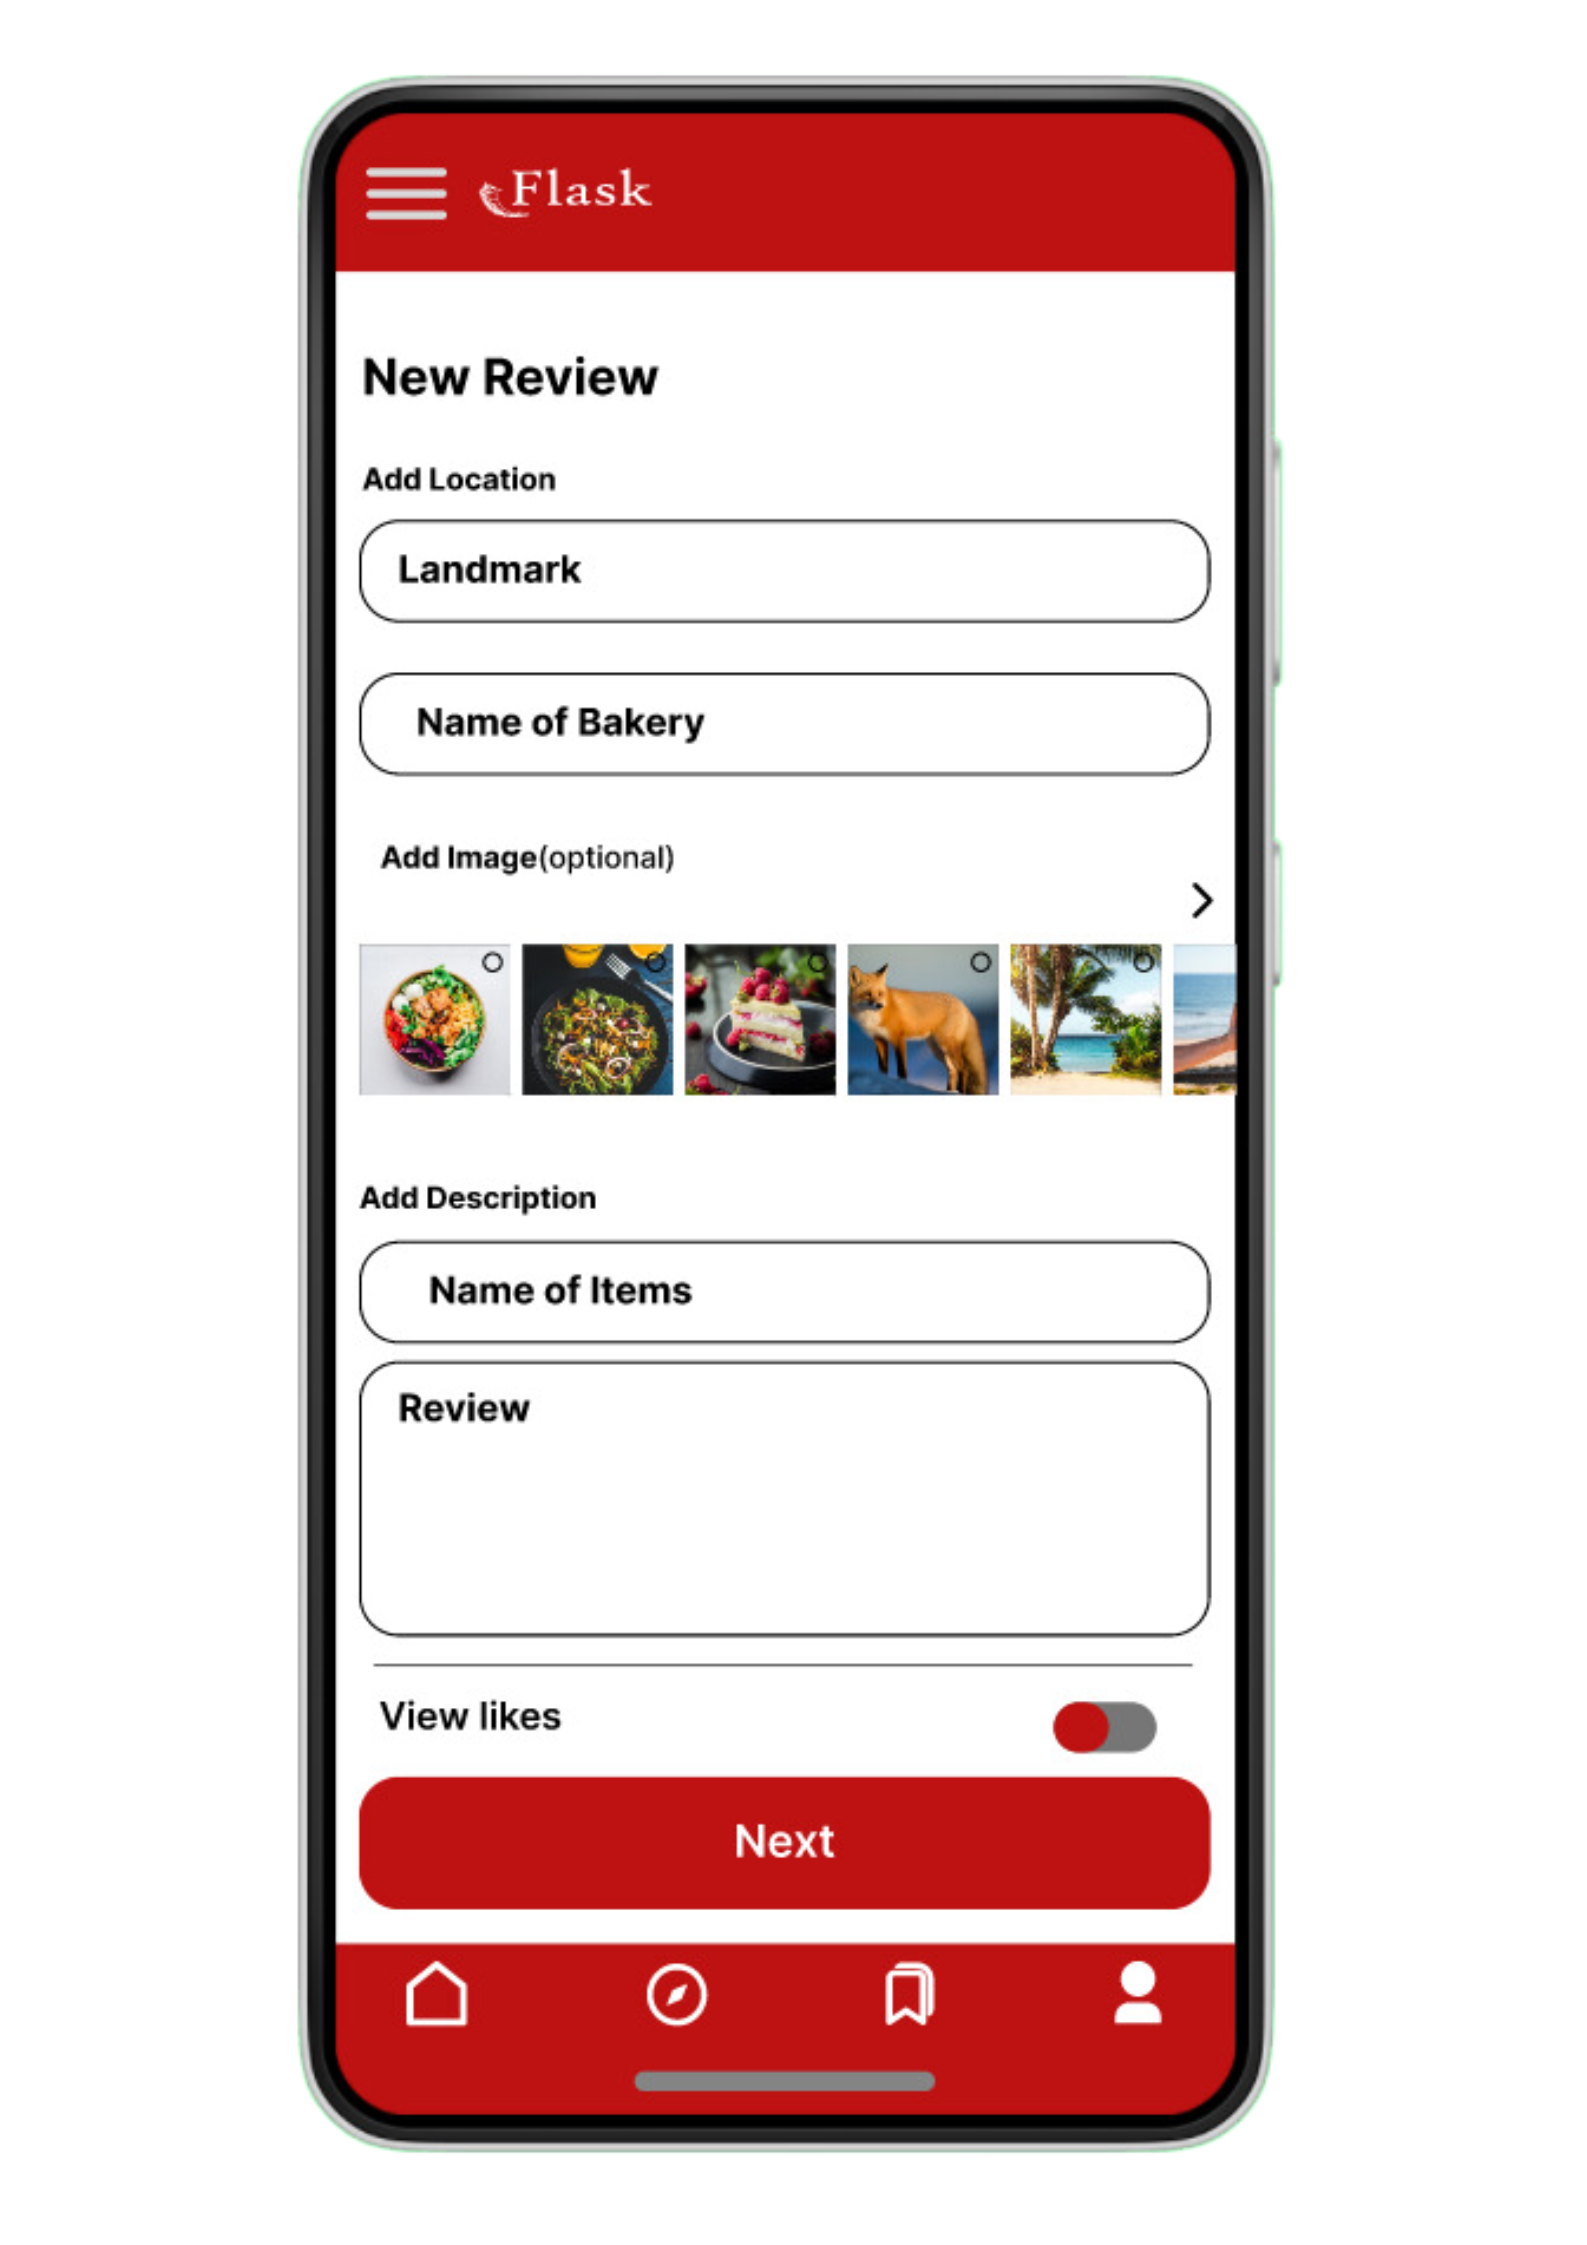 Flask
New Review
Add Location
Landmark
Name of Bakery
Add Image(optional)
Add Description
Name of Items
Review
View likes
Next